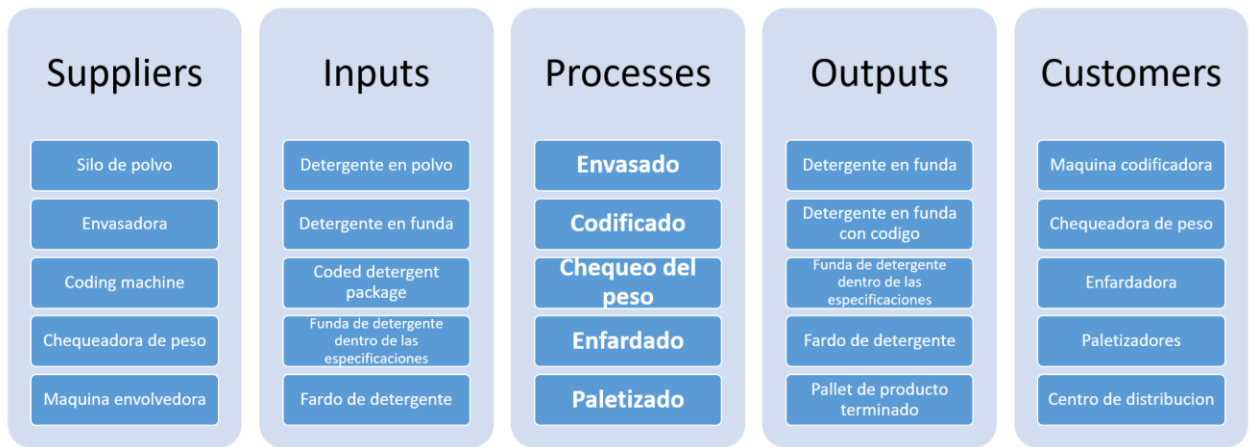 Suppliers
Silo de polvo
Envasadora
Coding machine
Chequeadora de peso
Maquina envolvedora
Inputs
Detergente en polvo
Detergente en funda
Coded detergent
package
Funda de detergente
dentro de las
especificaciones
Fardo de detergente
Processes
Envasado
Codificado
Chequeo del
peso
Enfardado
Paletizado
Outputs
Detergente en funda
Detergente en funda
con codigo
Funda de detergente
dentro de las
especificaciones
Fardo de detergente
Pallet de producto
terminado
Customers
Maquina codificadora
Chequeadora de peso
Enfardadora
Paletizadores
Centro de distribucion